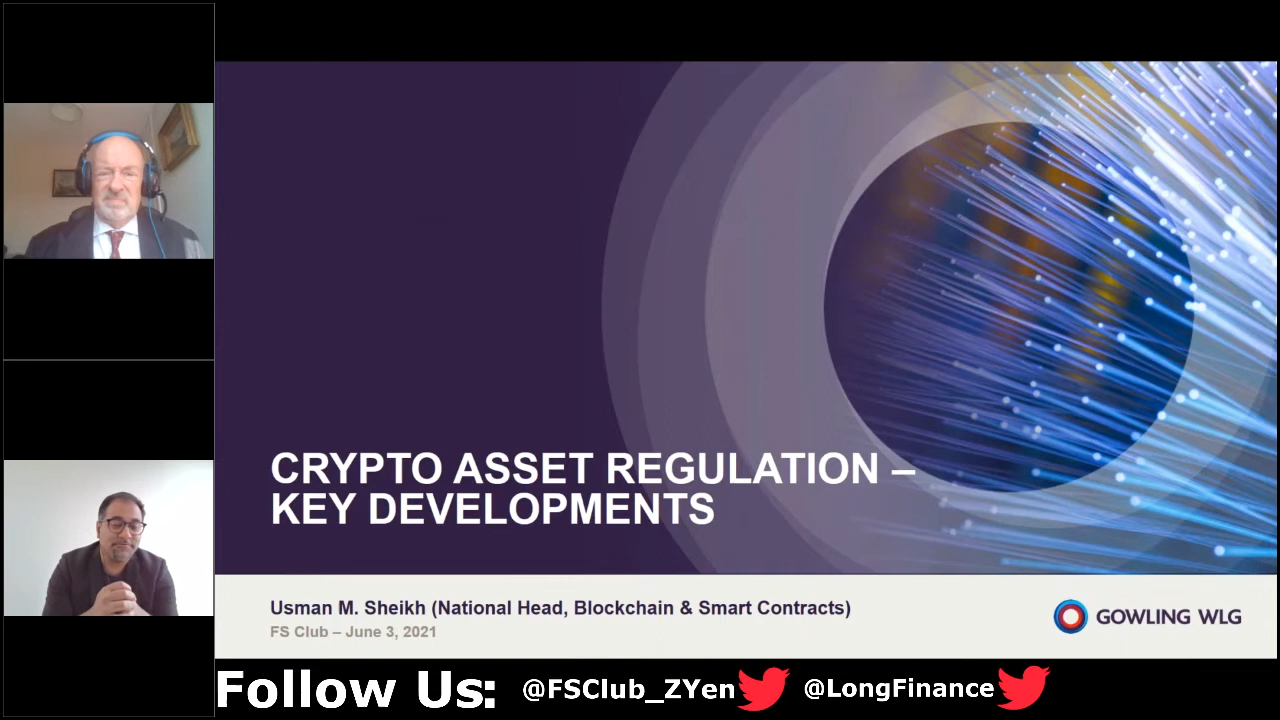 CRYPTO ASSET REGULATION –
KEY DEVELOPMENTS
Usman M. Sheikh (National Head, Blockchain & Smart Contracts)
FS Club – June 3, 2021
GOWLING WLG
Follow Us: @FSClub_ZYen @LongFinance